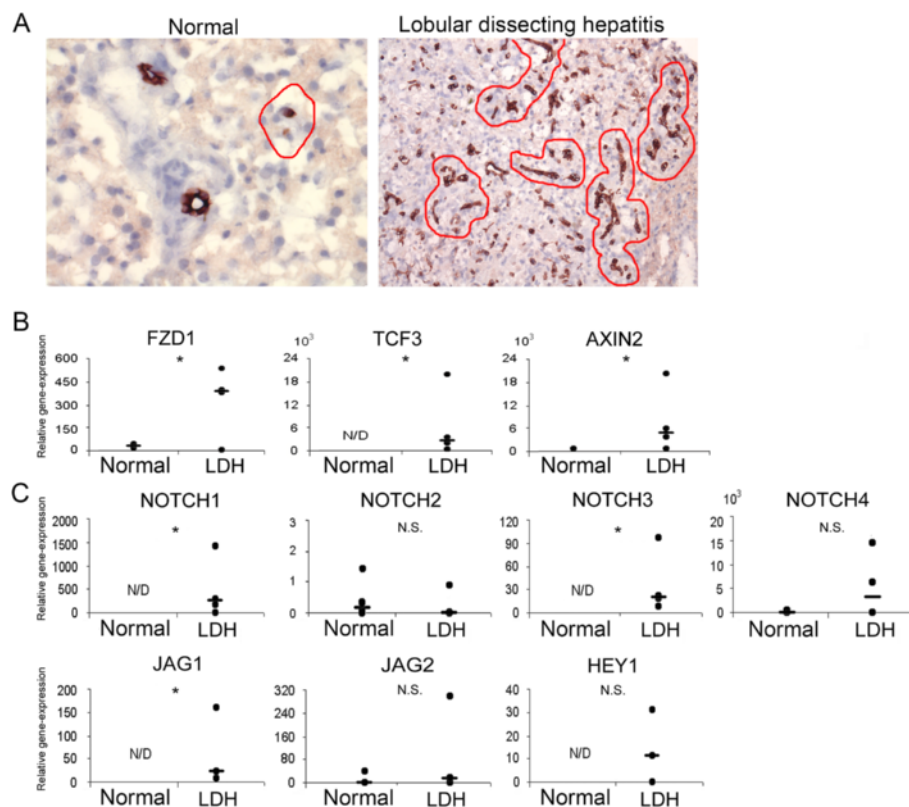 A
Normal
Lobular dissecting hepatitis
B
FZD1
TCF3
AXIN2
Relative gene-expression
600
450
300
150
0
*
Normal
LDH
10³
24
18
12
6
0
*
N/D
Normal
LDH
10³
24
18
12
6
0
*
Normal
LDH
C
NOTCH1
NOTCH2
NOTCH3
NOTCH4
Relative gene-expression
2000
1500
1000
500
0
*
N/D
Normal
LDH
3
2
1
0
N.S.
Normal
LDH
120
90
60
30
0
*
N/D
Normal
LDH
10³
20
15
10
5
0
N.S.
Normal
LDH
JAG1
JAG2
HEY1
Relative gene-expression
200
150
100
50
0
*
N/D
Normal
LDH
320
240
160
80
0
N.S.
Normal
LDH
40
30
20
10
0
N.S.
N/D
Normal
LDH